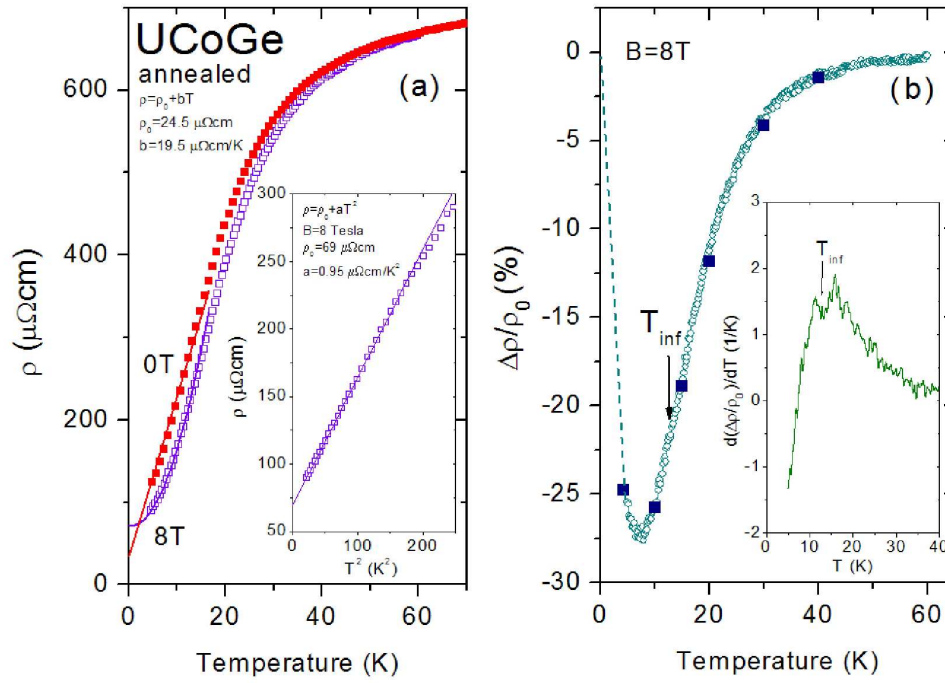 UCoGe
annealed
ρ=ρ₀+bT
ρ₀=24.5 μΩcm
b=19.5 μΩcm/K
(a)
600
400
200
0
ρ (μΩcm)
0T
8T
0 20 40 60
Temperature (K)
300
250
200
150
100
50
ρ (μΩcm)
ρ=ρ₀+aT²
B=8 Tesla
ρ₀=69 μΩcm
a=0.95 μΩcm/K²
0 100 200
T² (K²)
B=8T
(b)
0
-5
-10
-15
-20
-25
-30
Δρ/ρ₀ (%)
T inf
0 20 40 60
Temperature (K)
T inf
2
1
0
-1
-2
d(Δρ/ρ₀)/dT (1/K)
0 10 20 30 40
T (K)